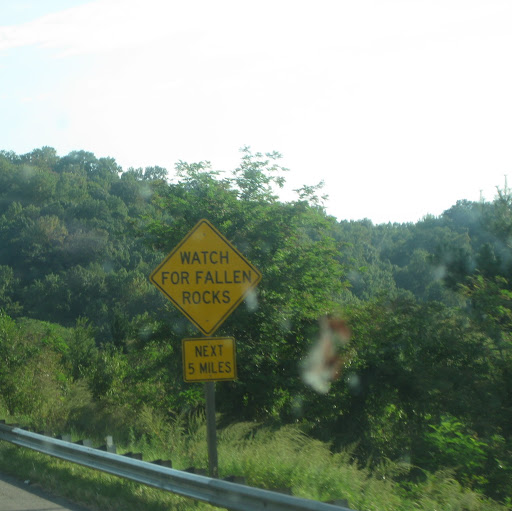 WATCH
FOR FALLEN
ROCKS
NEXT
5 MILES